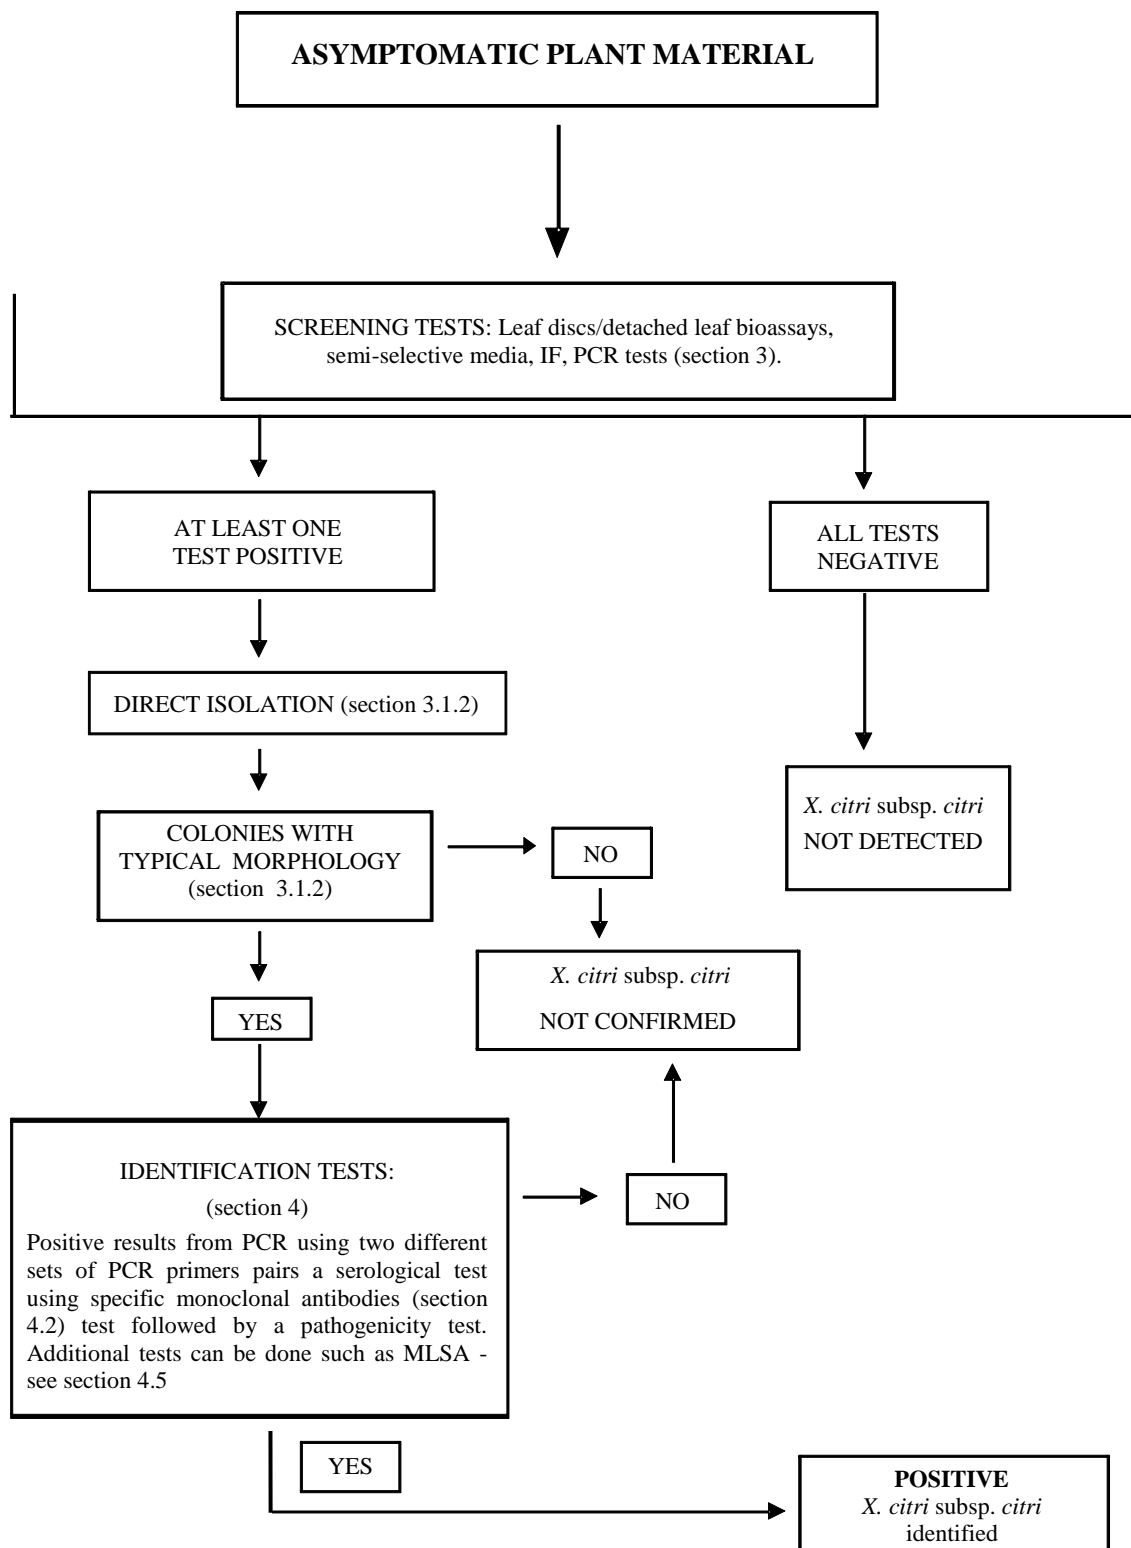 ASYMPTOMATIC PLANT MATERIAL
SCREENING TESTS: Leaf discs/detached leaf bioassays,
semi-selective media, IF, PCR tests (section 3).
AT LEAST ONE
TEST POSITIVE
ALL TESTS
NEGATIVE
DIRECT ISOLATION (section 3.1.2)
X. citri subsp. citri
NOT DETECTED
COLONIES WITH
TYPICAL MORPHOLOGY
(section 3.1.2)
NO
X. citri subsp. citri
NOT CONFIRMED
YES
IDENTIFICATION TESTS:
(section 4)
Positive results from PCR using two different
sets of PCR primers pairs a serological test
using specific monoclonal antibodies (section
4.2) test followed by a pathogenicity test.
Additional tests can be done such as MLSA -
see section 4.5
NO
YES
POSITIVE
X. citri subsp. citri
identified